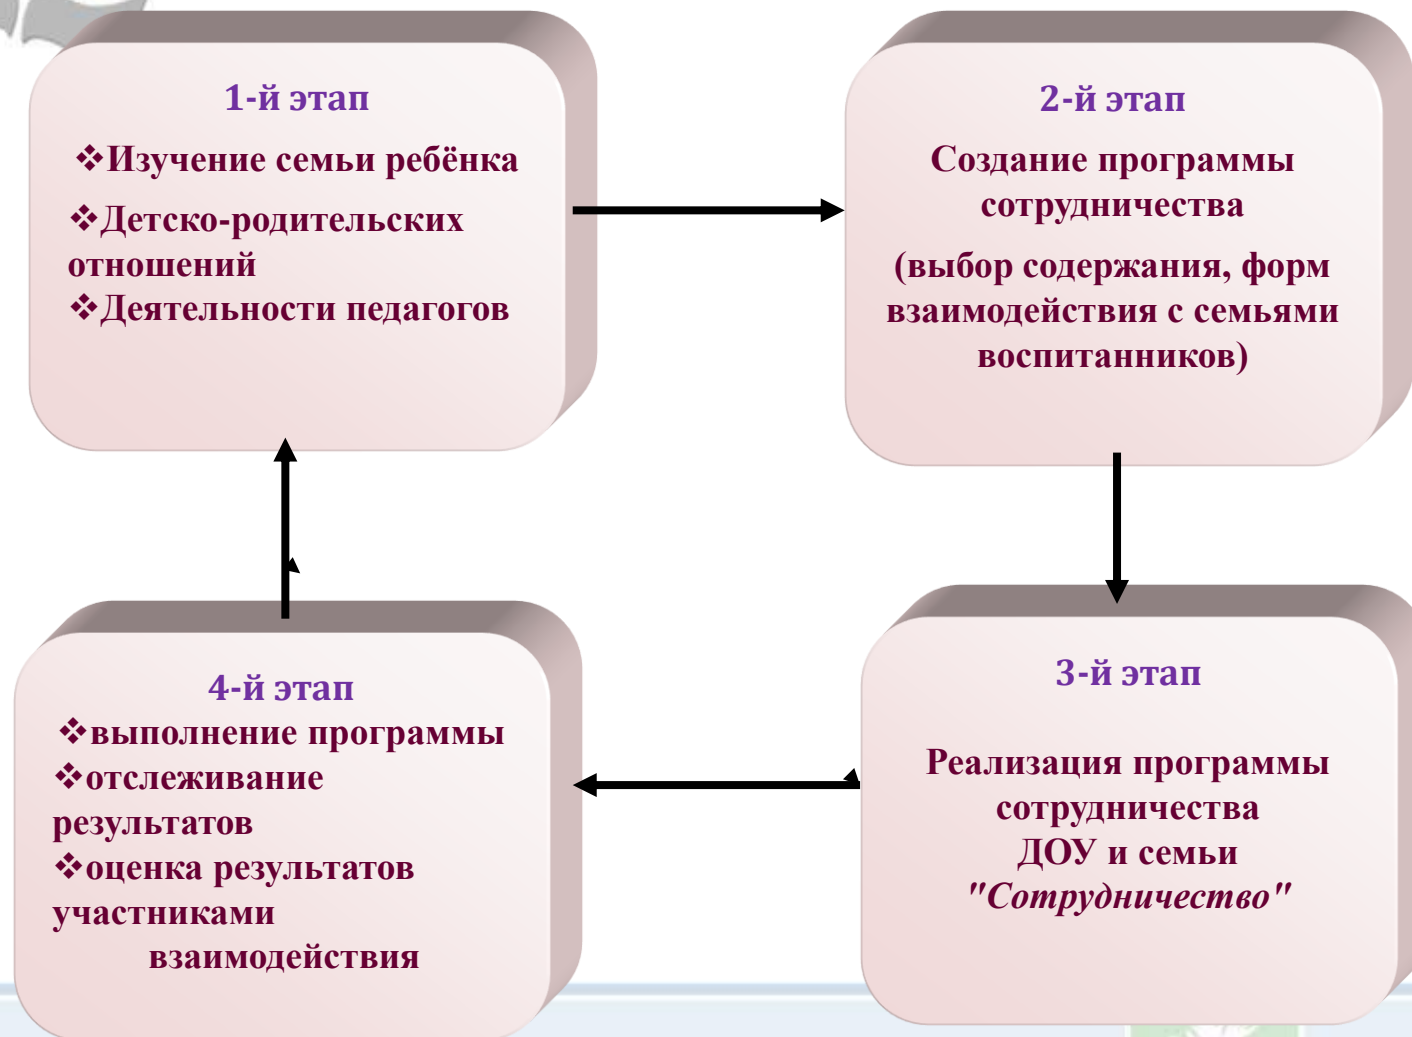 1-й этап
❖Изучение семьи ребёнка
❖Детско-родительских
отношений
❖Деятельности педагогов
2-й этап
Создание программы
сотрудничества
(выбор содержания, форм
взаимодействия с семьями
воспитанников)
3-й этап
Реализация программы
сотрудничества
ДОУ и семьи
"Сотрудничество"
4-й этап
❖выполнение программы
❖отслеживание
результатов
❖оценка результатов
участниками
взаимодействия